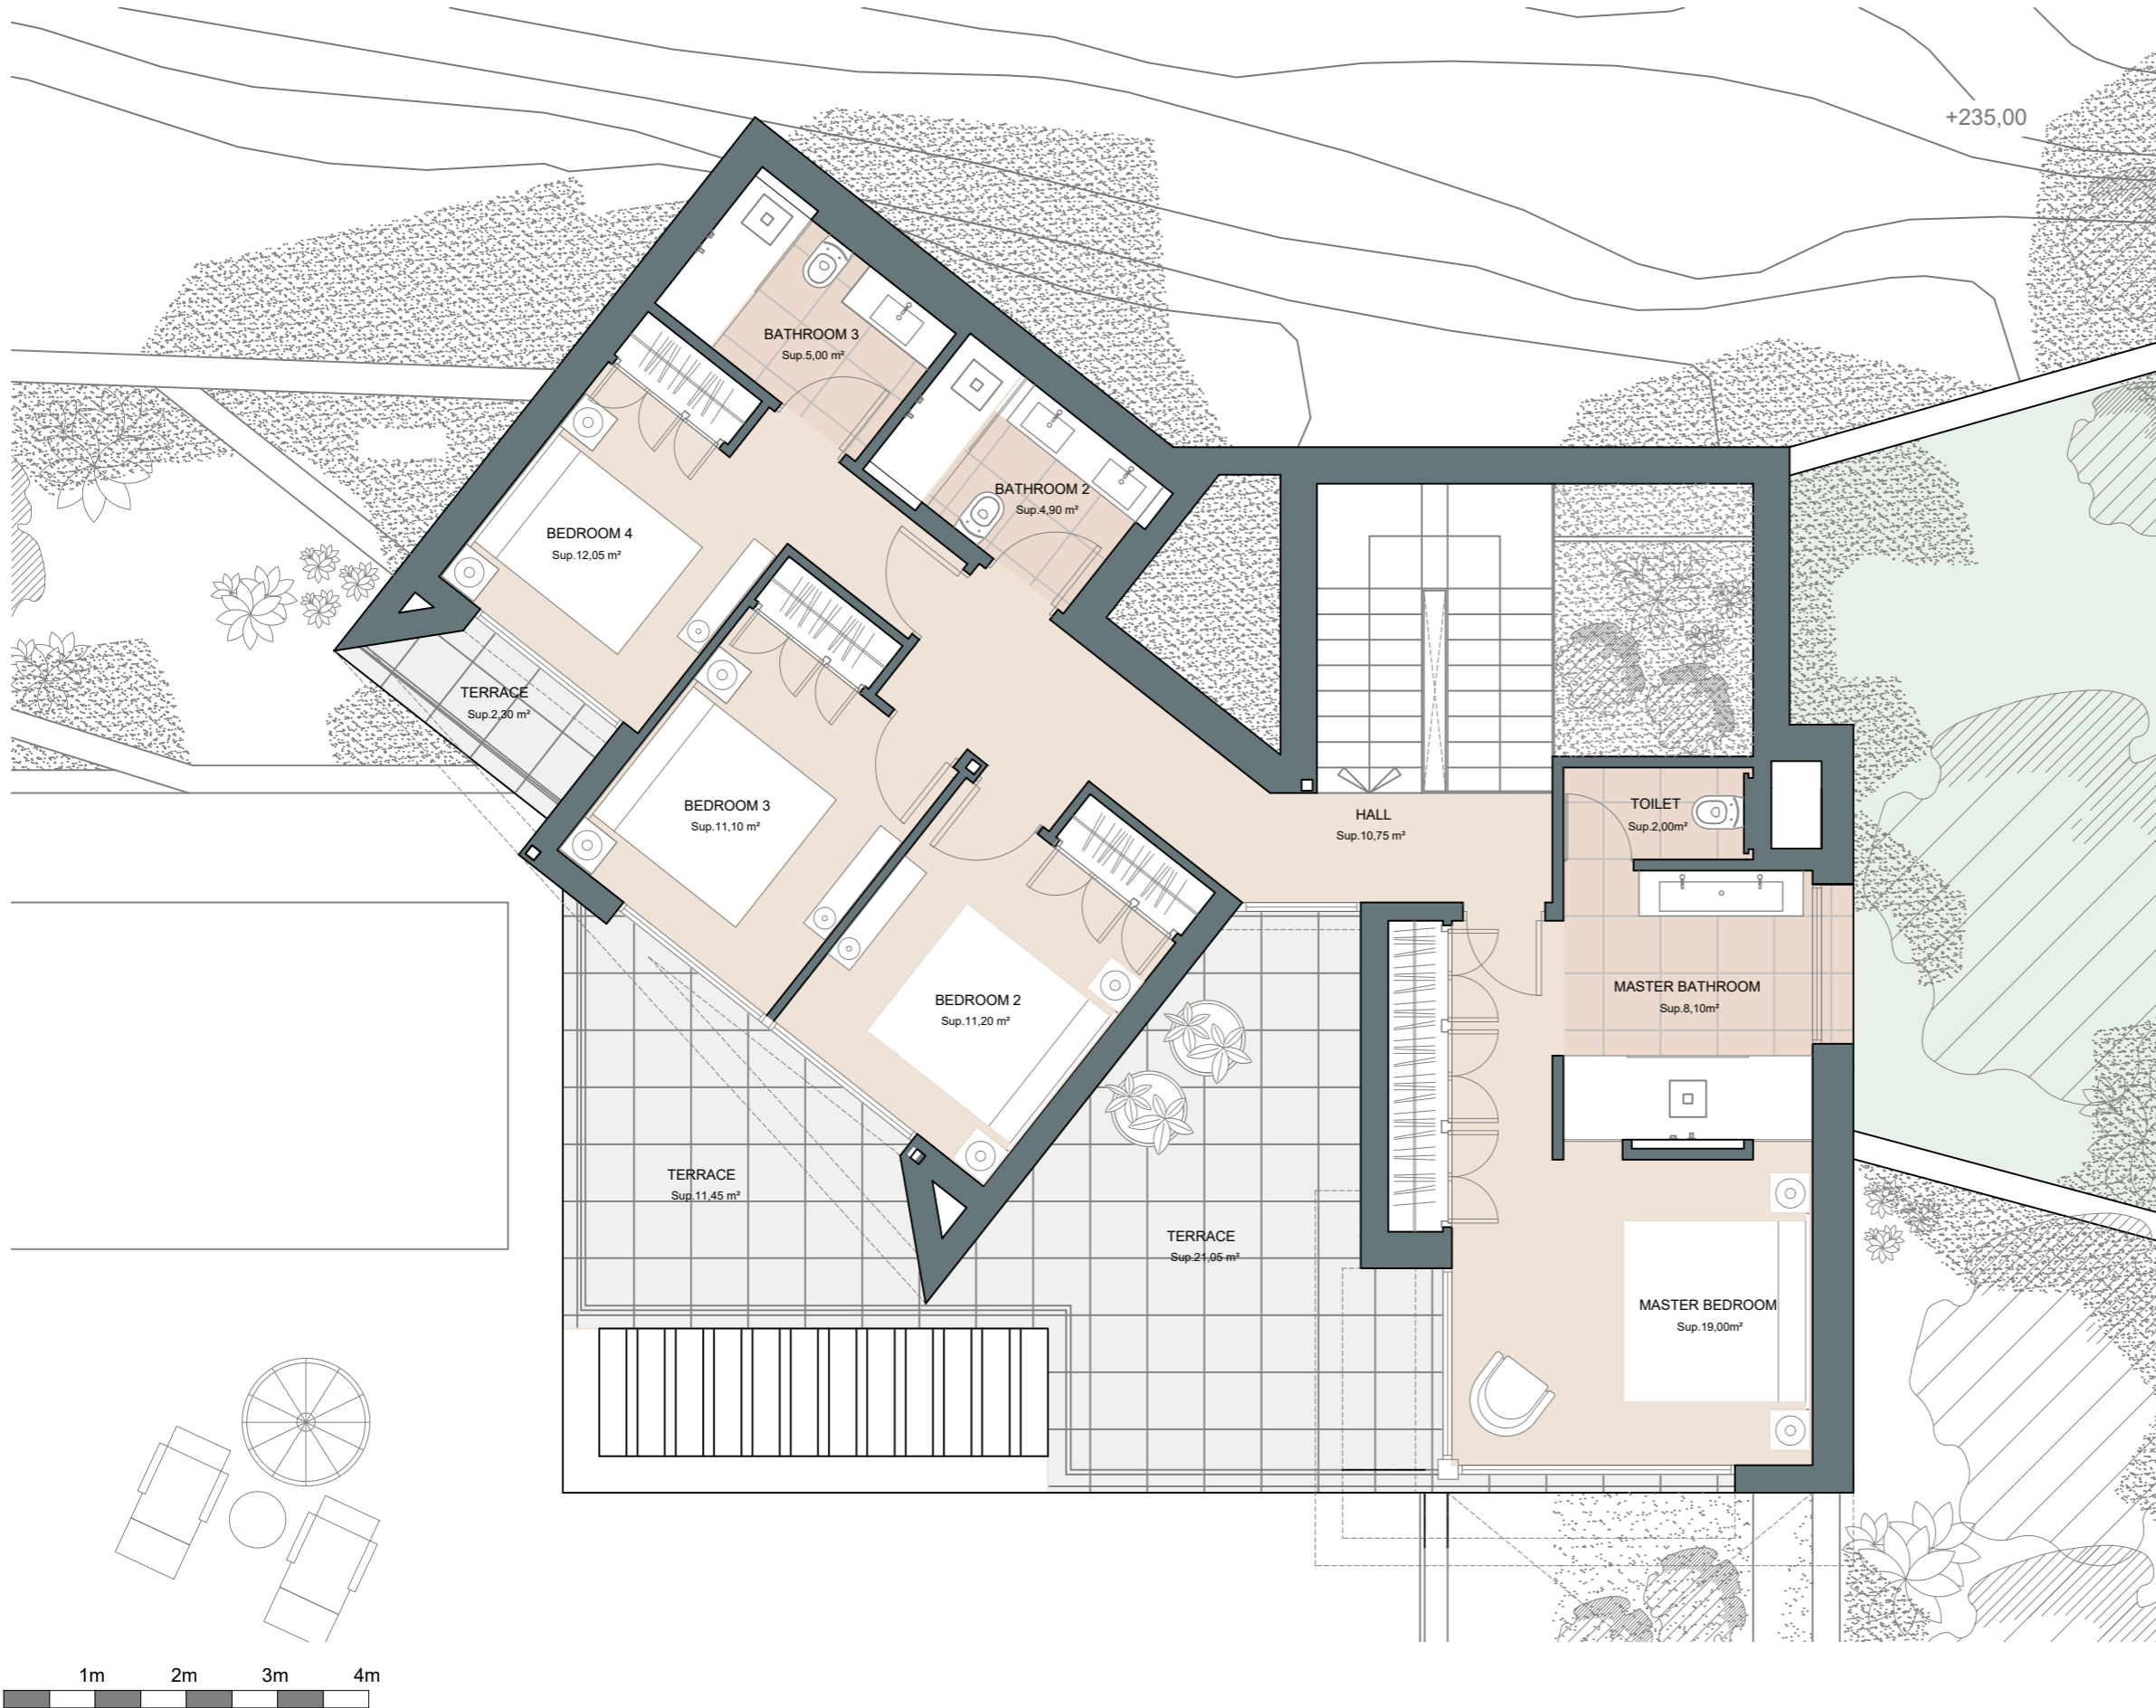 +235,00
BATHROOM 3
Sup.5,00 m²
BATHROOM 2
Sup.4,90 m²
BEDROOM 4
Sup.12,05 m²
TERRACE
Sup.2,30 m²
BEDROOM 3
Sup.11,10 m²
HALL
Sup.10,75 m²
TOILET
Sup.2,00m²
BEDROOM 2
Sup.11,20 m²
MASTER BATHROOM
Sup.8,10m²
TERRACE
Sup.11,45 m²
TERRACE
Sup.21,05 m²
MASTER BEDROOM
Sup.19,00m²
1m 2m 3m 4m